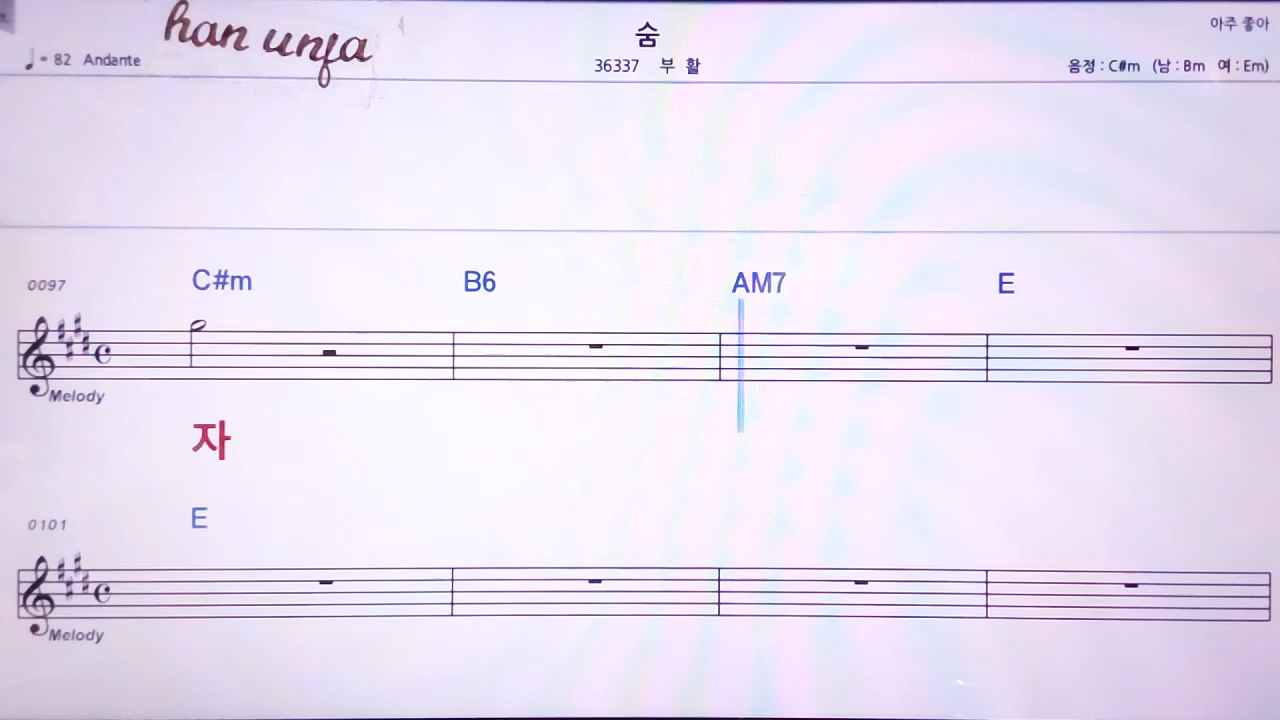 han unja
숨
아주 좋아
♩= 82 Andante
36337 부 활
음정 : C#m (남 : Bm 여 : Em)
0097
C#m B6 AM7 E
Melody
자
0101
E
Melody